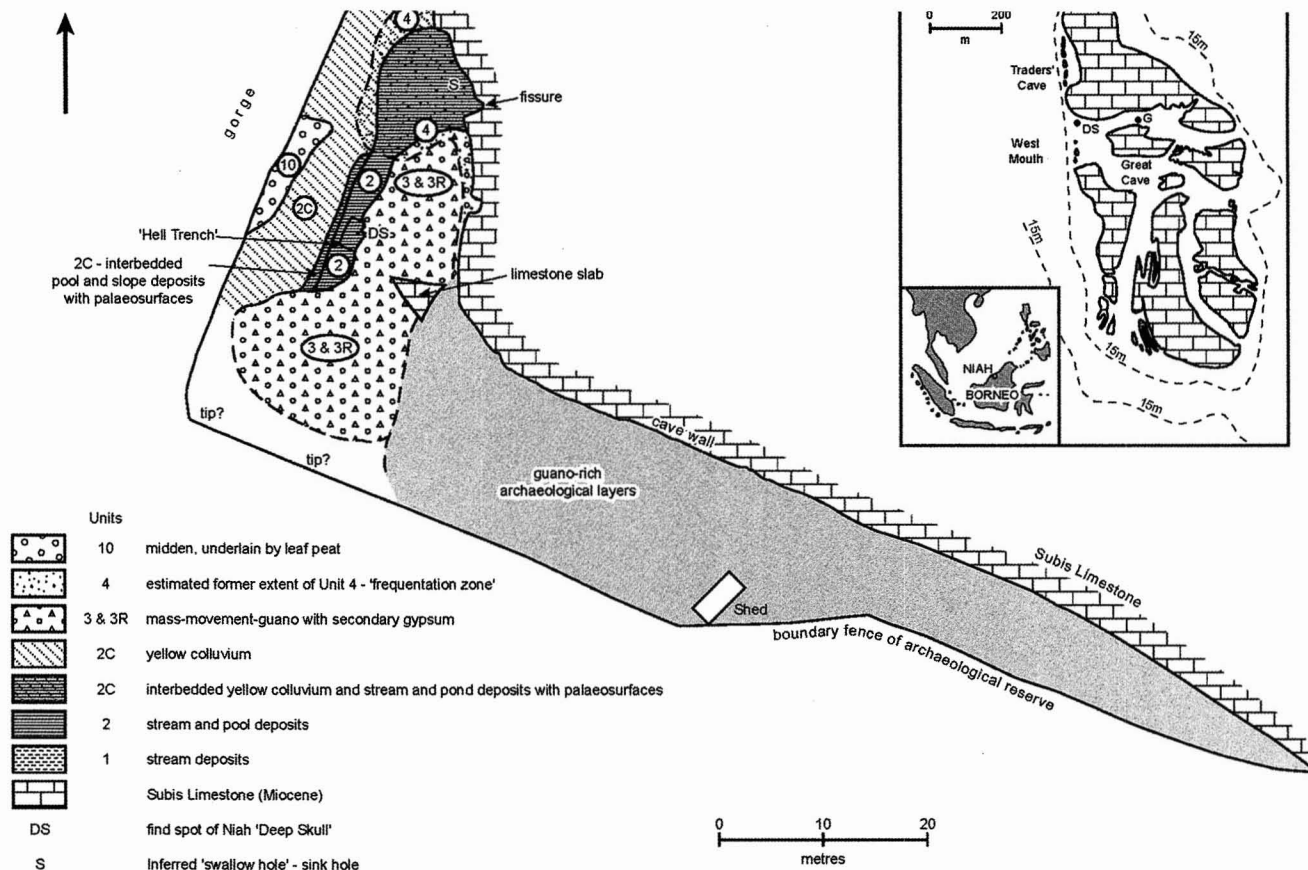 4
S
fissure
gorge
4
10
2
3 & 3R
2C
'Hell Trench'
DS
2
2C - interbedded
pool and slope deposits
with palaeosurfaces
limestone slab
3 & 3R
tip?
tip?
cave wall
guano-rich
archaeological layers
Subis Limestone
Shed
boundary fence of archaeological reserve
0 200
m
15m
Traders'
Cave
DS
G
West
Mouth
Great
Cave
15m
15m
15m
NIAH
BORNEO
Units
10 midden, underlain by leaf peat
4 estimated former extent of Unit 4 - 'frequentation zone'
3 & 3R mass-movement-guano with secondary gypsum
2C yellow colluvium
2C interbedded yellow colluvium and stream and pond deposits with palaeosurfaces
2 stream and pool deposits
1 stream deposits
Subis Limestone (Miocene)
DS find spot of Niah 'Deep Skull'
S Inferred 'swallow hole' - sink hole
0 10 20
metres